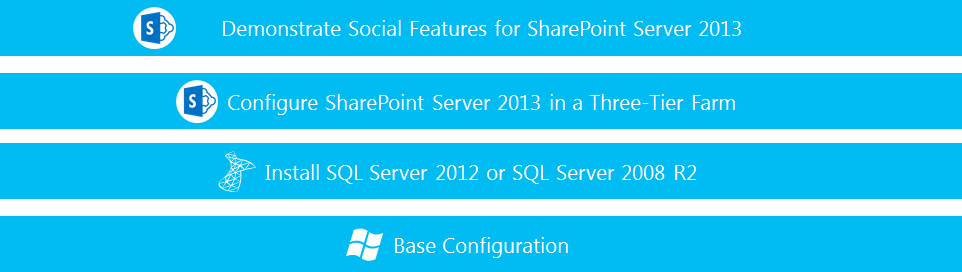 Demonstrate Social Features for SharePoint Server 2013
Configure SharePoint Server 2013 in a Three-Tier Farm
Install SQL Server 2012 or SQL Server 2008 R2
Base Configuration